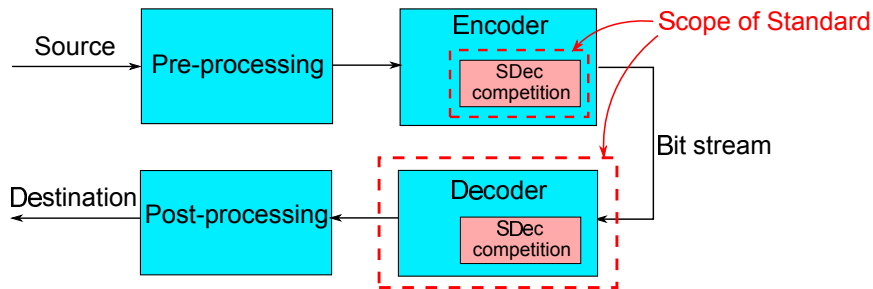 Source
Pre-processing
Encoder
SDec
competition
Scope of Standard
Bit stream
Destination
Post-processing
Decoder
SDec
competition